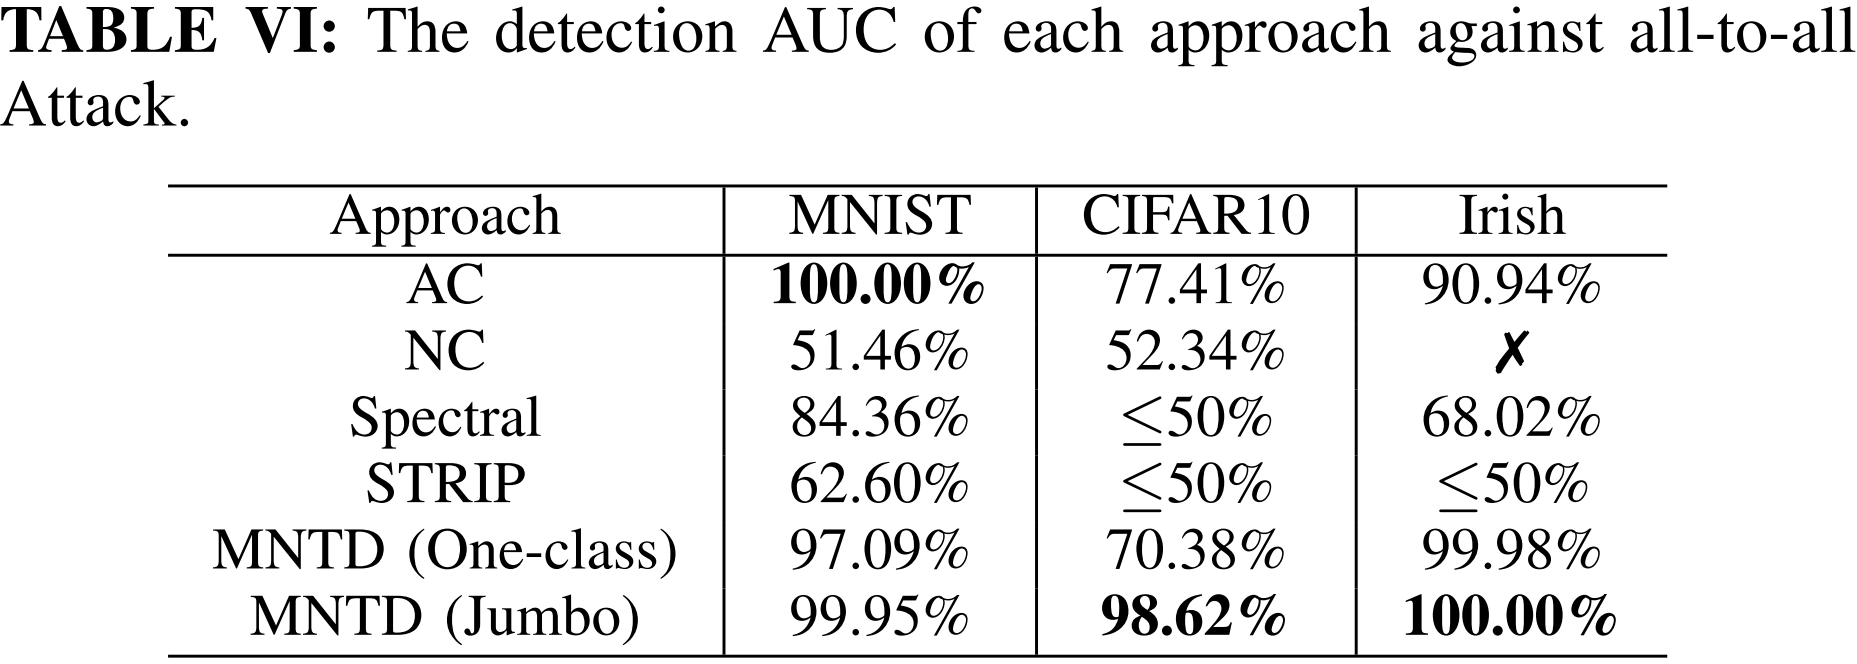 TABLE VI: The detection AUC of each approach against all-to-all
Attack.
Approach MNIST CIFAR10 Irish
AC 100.00% 77.41% 90.94%
NC 51.46% 52.34% ✗
Spectral 84.36% ≤50% 68.02%
STRIP 62.60% ≤50% ≤50%
MNTD (One-class) 97.09% 70.38% 99.98%
MNTD (Jumbo) 99.95% 98.62% 100.00%